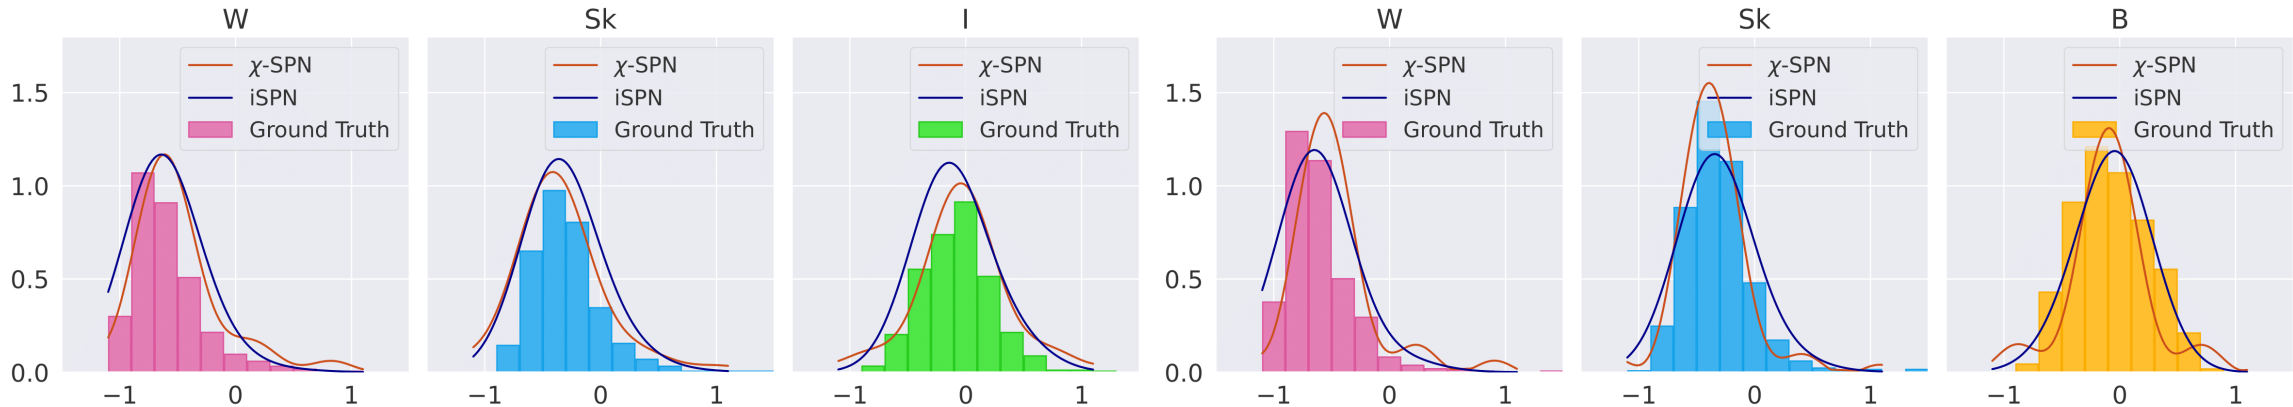 W
Sk
I
W
Sk
B
χ-SPN
iSPN
Ground Truth
χ-SPN
iSPN
Ground Truth
χ-SPN
iSPN
Ground Truth
χ-SPN
iSPN
Ground Truth
χ-SPN
iSPN
Ground Truth
χ-SPN
iSPN
Ground Truth
1.5
1.0
0.5
0.0
1.5
1.0
0.5
0.0
−1 0 1
−1 0 1
−1 0 1
−1 0 1
−1 0 1
−1 0 1